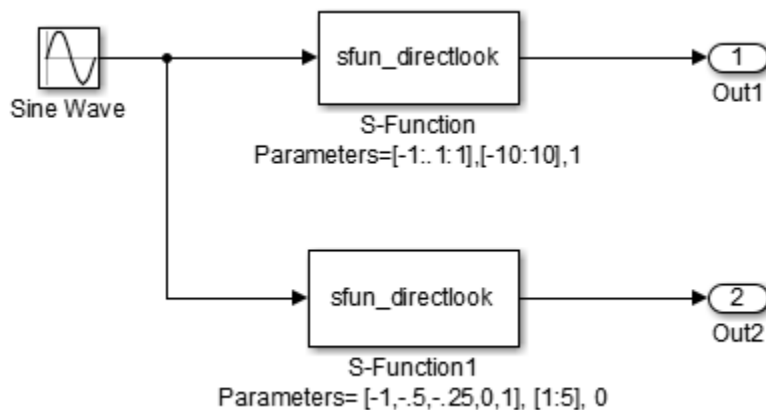 sfun_directlook
1
Sine Wave
Out1
S-Function
Parameters=[-1:.1:1],[-10:10],1
sfun_directlook
2
Out2
S-Function1
Parameters= [-1,-.5,-.25,0,1], [1:5], 0